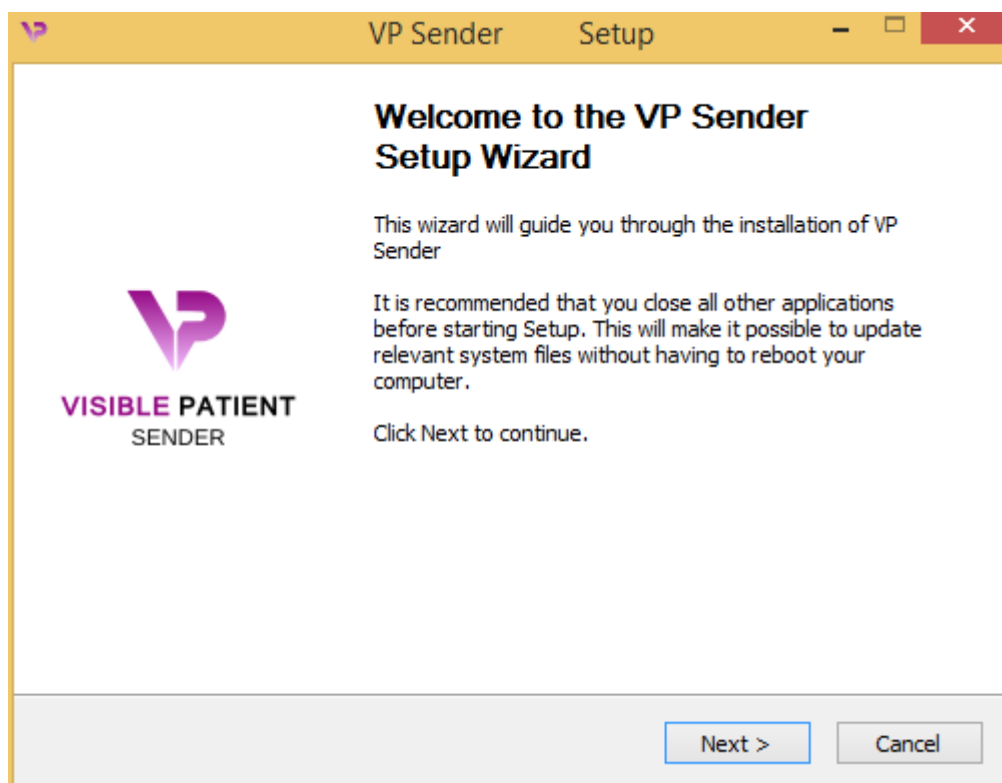 VP Sender Setup
Welcome to the VP Sender
Setup Wizard
This wizard will guide you through the installation of VP
Sender
It is recommended that you close all other applications
before starting Setup. This will make it possible to update
relevant system files without having to reboot your
computer.
Click Next to continue.
VP
VISIBLE PATIENT
SENDER
Next >
Cancel